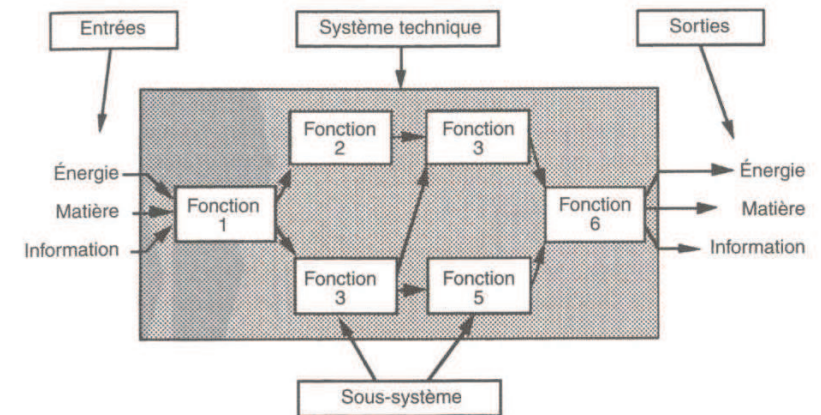 Entrées
Système technique
Sorties
Fonction
2
Fonction
3
Énergie
Matière
Information
Fonction
1
Fonction
6
Énergie
Matière
Information
Fonction
3
Fonction
5
Sous-système